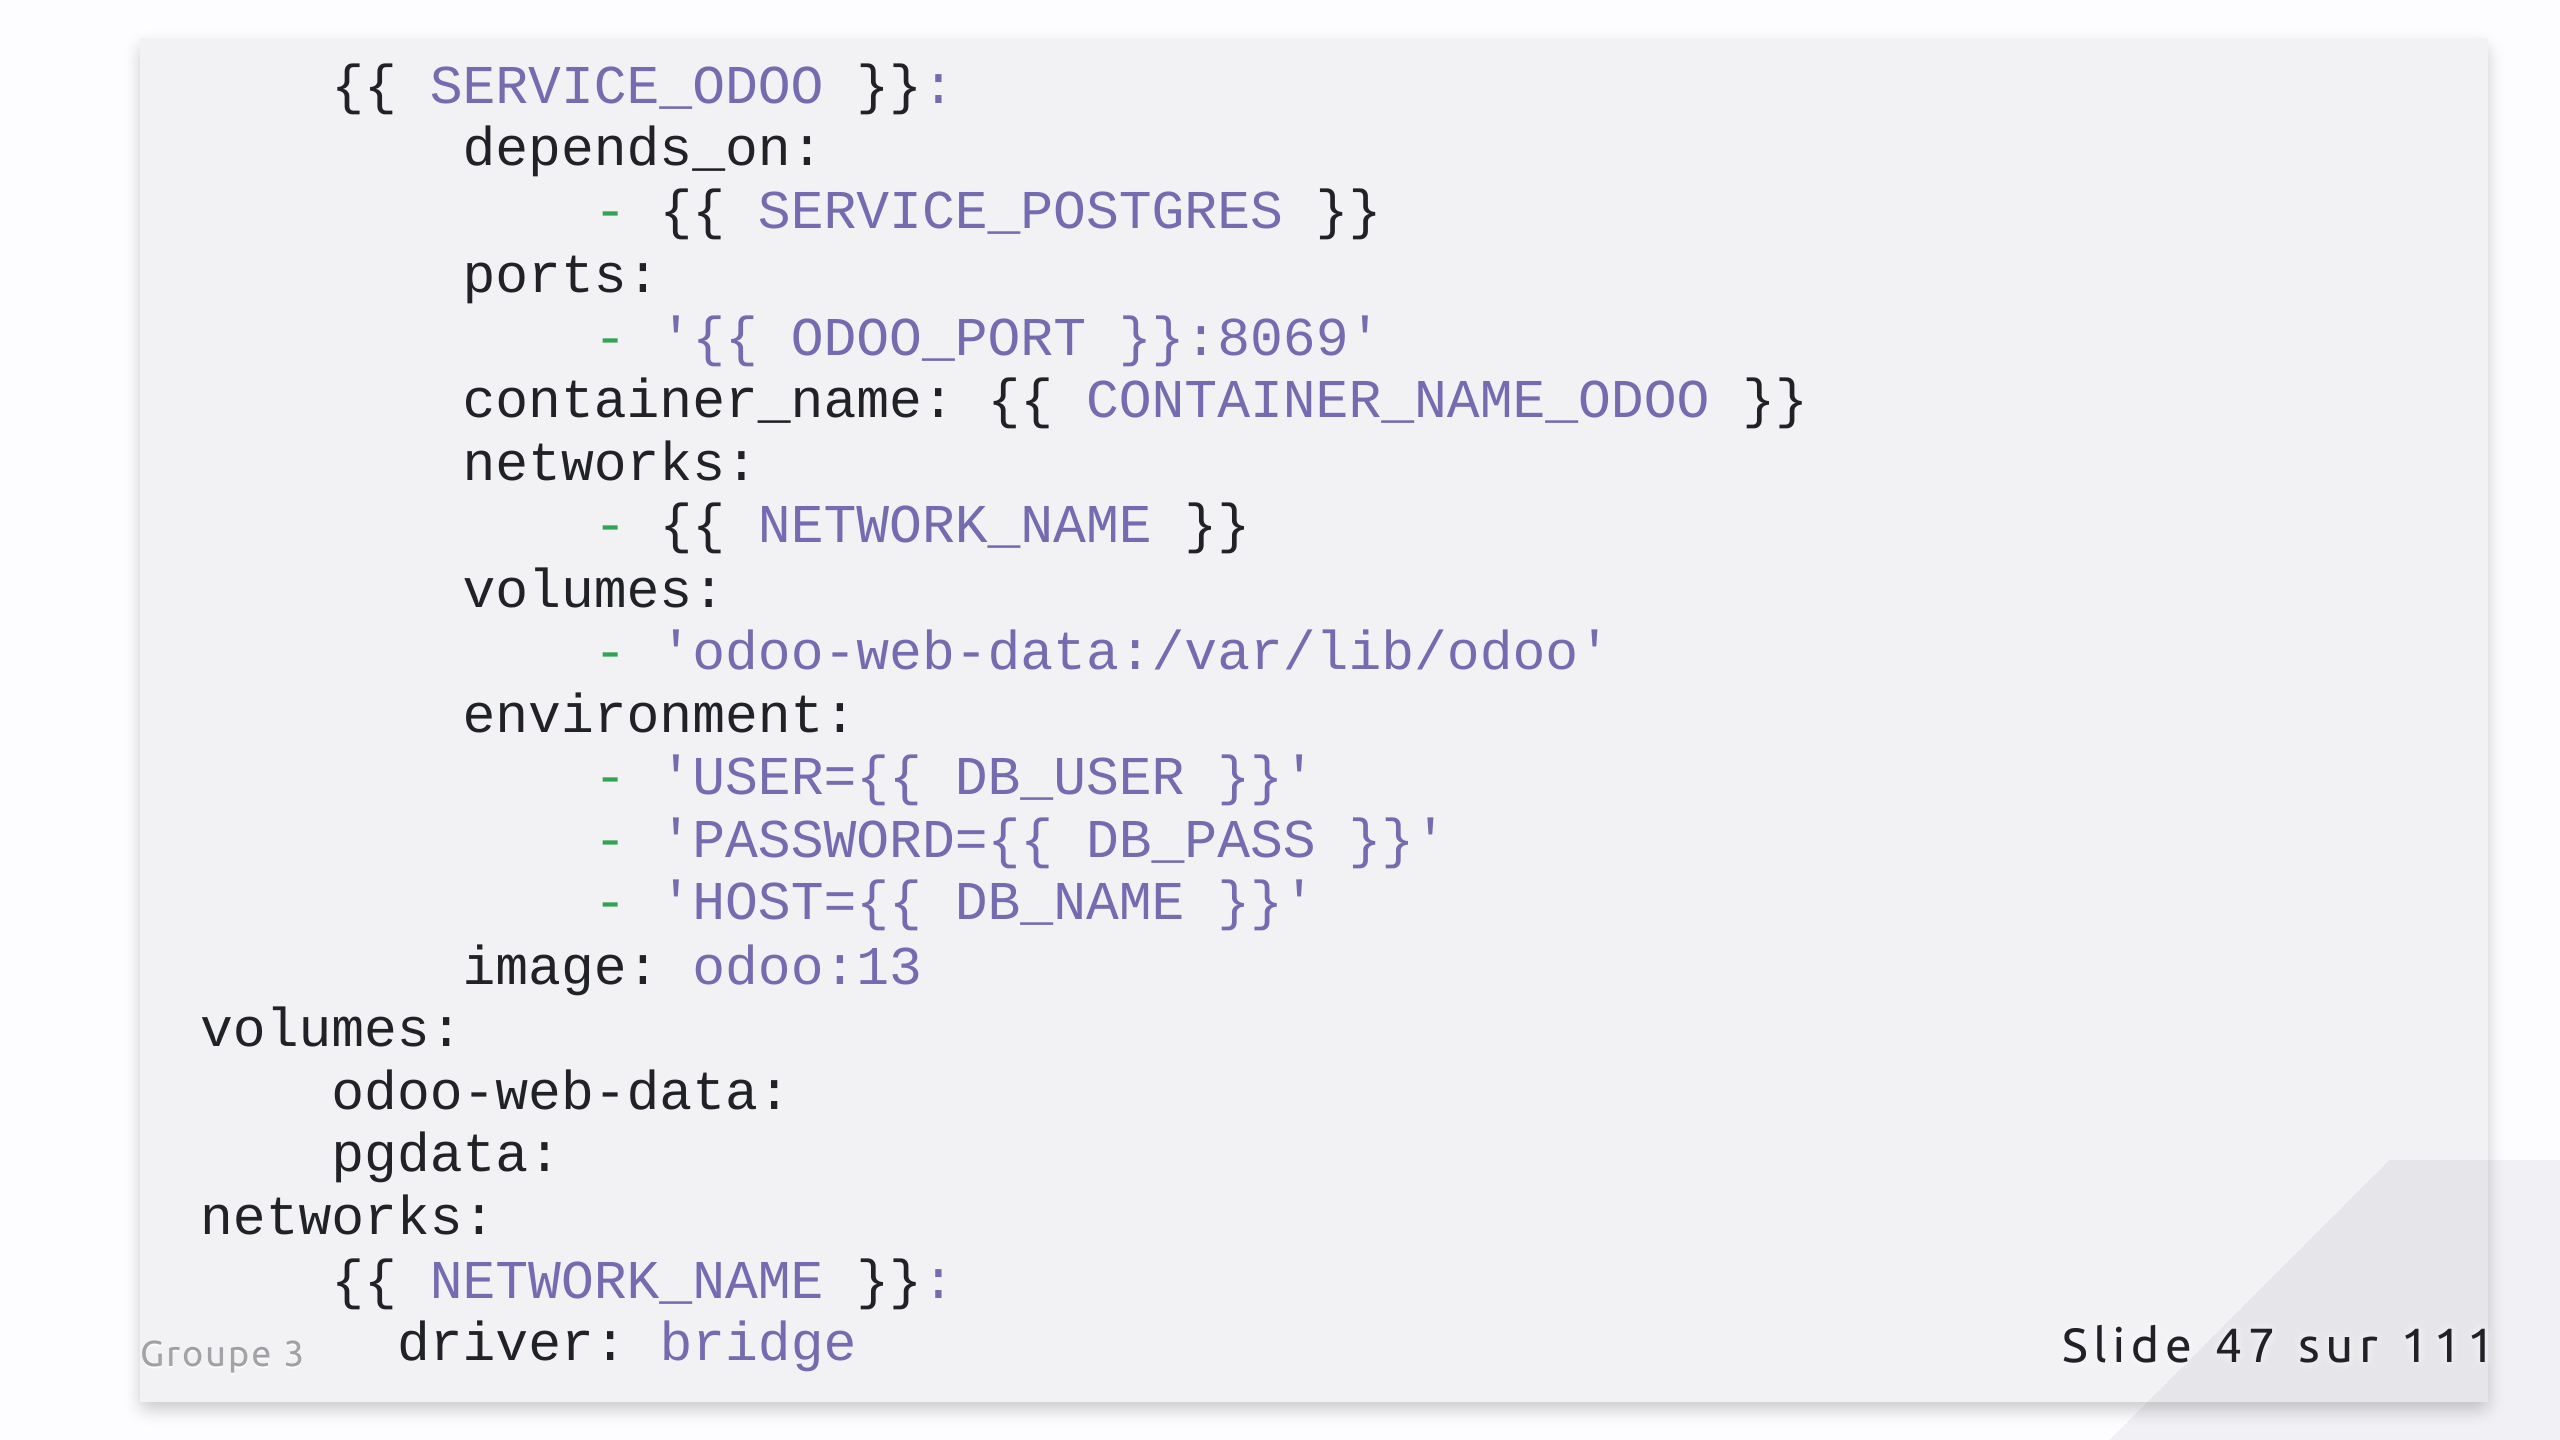 {{ SERVICE_ODOO }}:
depends_on:
- {{ SERVICE_POSTGRES }}
ports:
- '{{ ODOO_PORT }}:8069'
container_name: {{ CONTAINER_NAME_ODOO }}
networks:
- {{ NETWORK_NAME }}
volumes:
- 'odoo-web-data:/var/lib/odoo'
environment:
- 'USER={{ DB_USER }}'
- 'PASSWORD={{ DB_PASS }}'
- 'HOST={{ DB_NAME }}'
image: odoo:13
volumes:
odoo-web-data:
pgdata:
networks:
{{ NETWORK_NAME }}:
driver: bridge
Groupe 3
Slide 47 sur 111